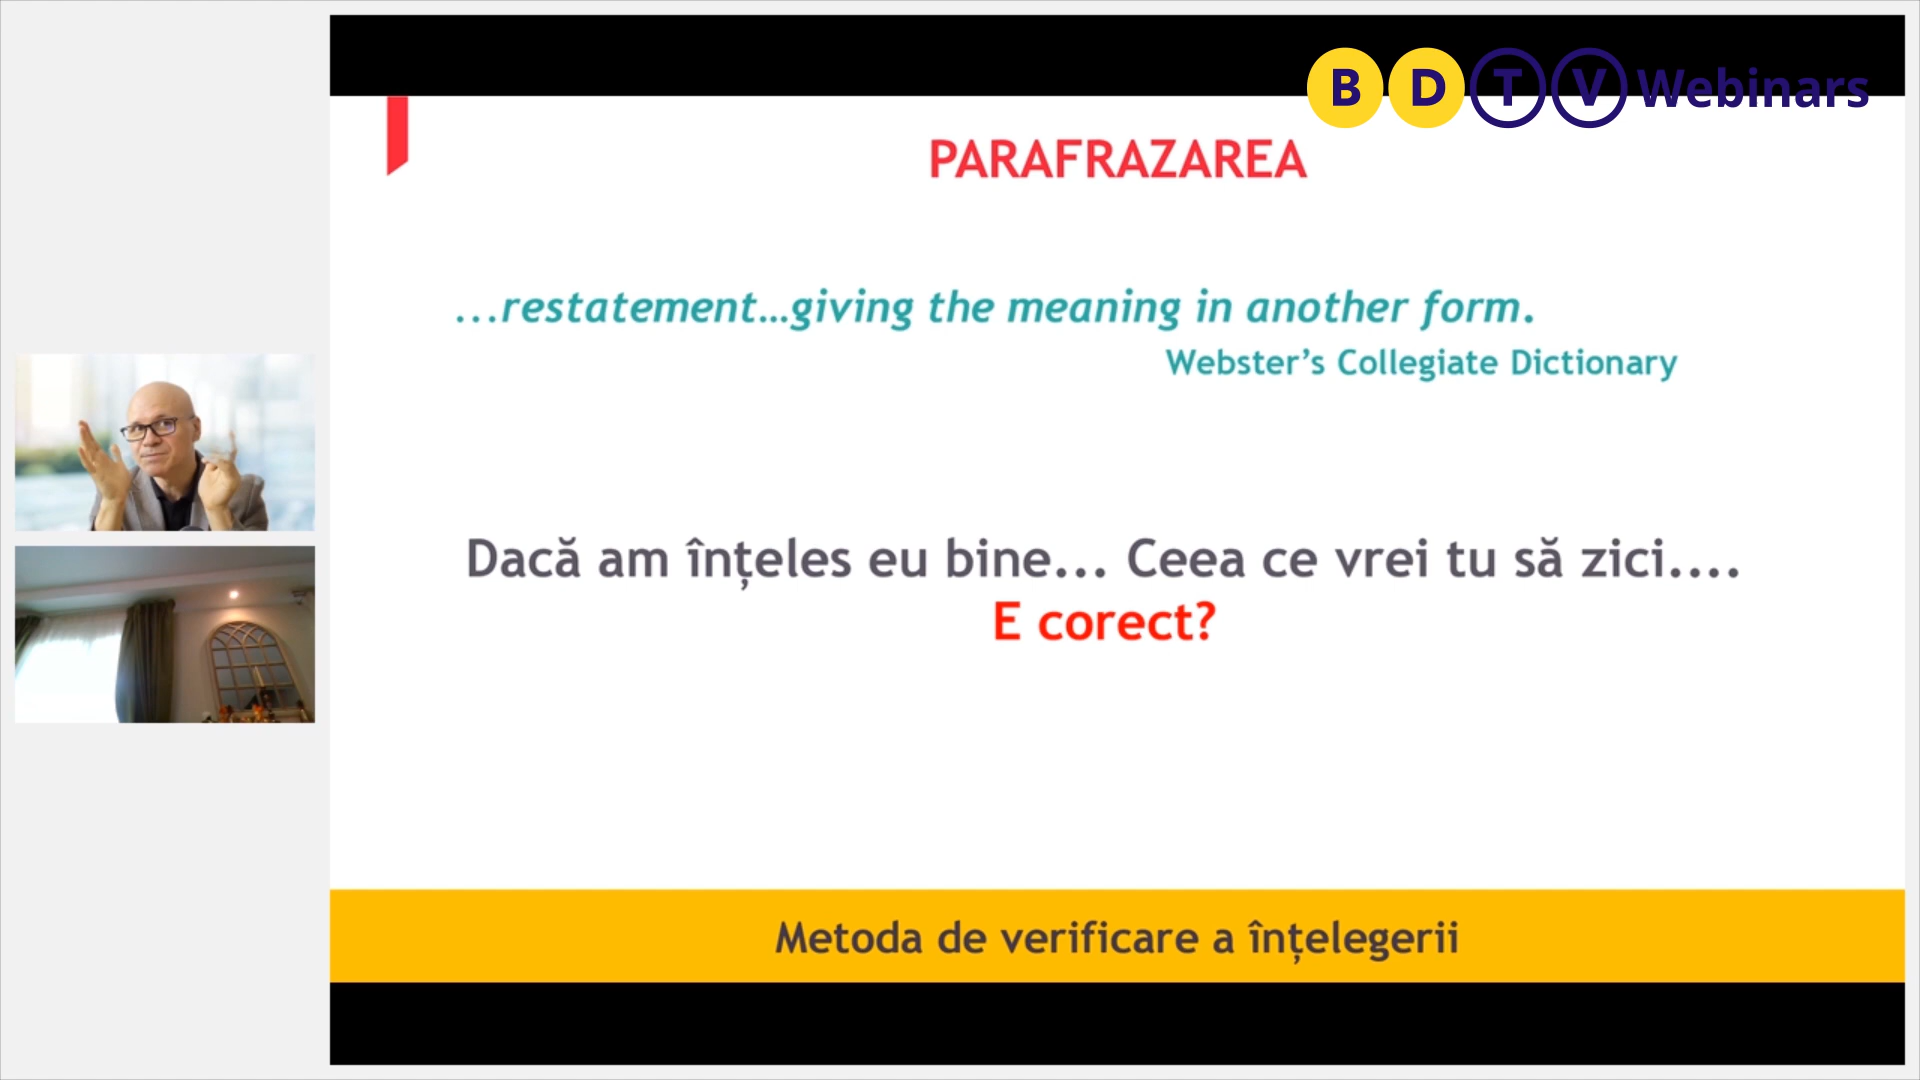 BDTV Webinars
PARAFRAZAREA
...restatement...giving the meaning in another form.
Webster’s Collegiate Dictionary
Dacă am înțeles eu bine... Ceea ce vrei tu să zici....
E corect?
Metoda de verificare a înțelegerii